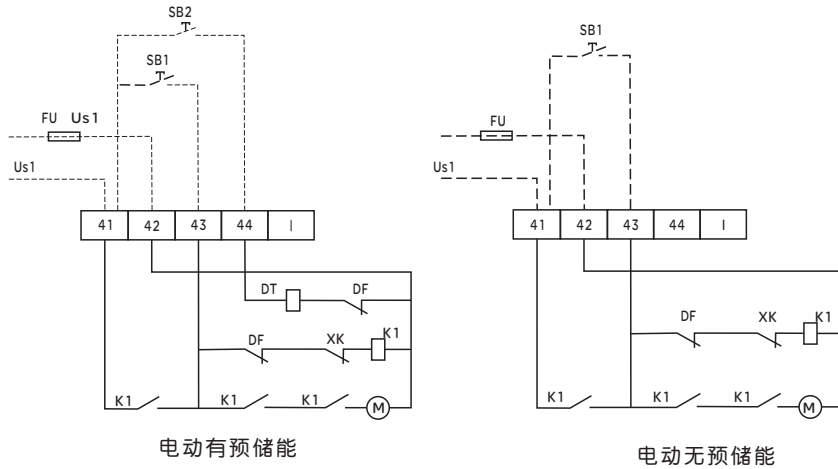 SB2
SB1
FU Us1
Us1
41 42 43 44 I
DT DF
DF XK K1
K1 K1 K1 M
电动有预储能
SB1
FU
Us1
41 42 43 44 I
DF XK K1
K1 K1 K1 M
电动无预储能